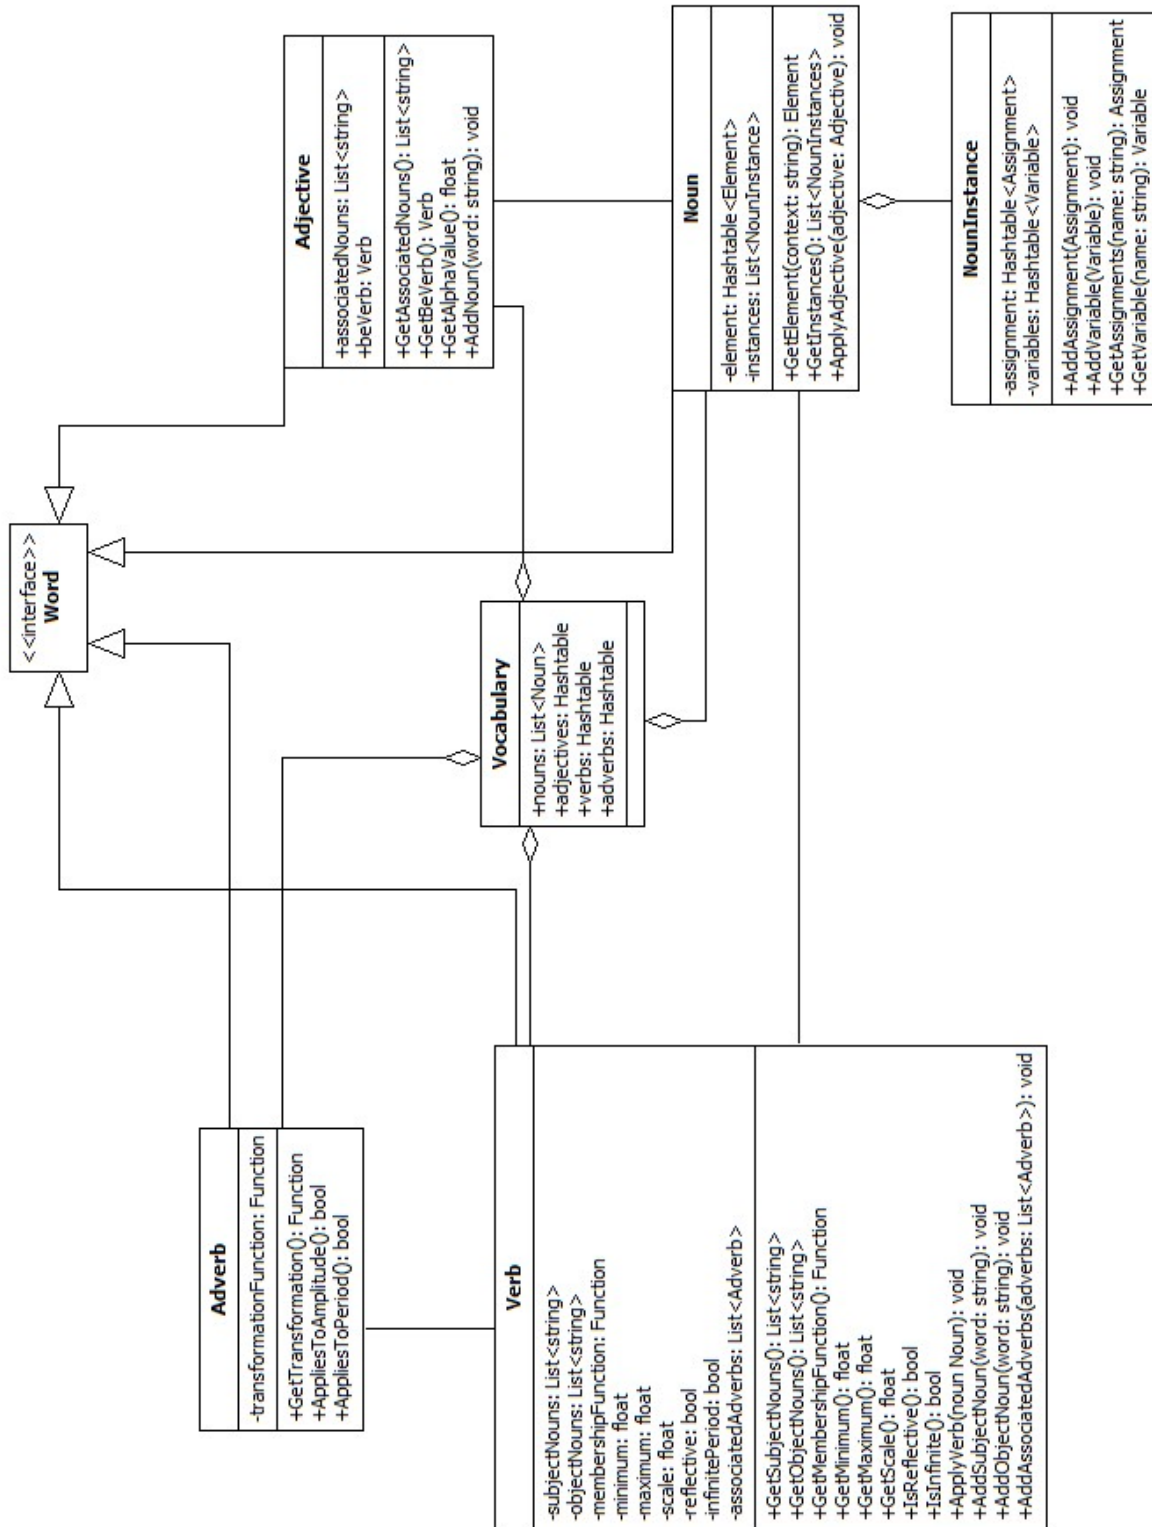 <<interface>>
Word
Adverb
-transformationFunction: Function
+GetTransformation(): Function
+AppliesToAmplitude(): bool
+AppliesToPeriod(): bool
Adjective
+associatedNouns: List<string>
+beVerb: Verb
+GetAssociatedNouns(): List<string>
+GetBeVerb(): Verb
+GetAlphaValue(): float
+AddNoun(word: string): void
Vocabulary
+nouns: List<Noun>
+adjectives: Hashtable
+verbs: Hashtable
+adverbs: Hashtable
Verb
-subjectNouns: List<string>
-objectNouns: List<string>
-membershipFunction: Function
-minimum: float
-maximum: float
-scale: float
-reflective: bool
-infinitePeriod: bool
-associatedAdverbs: List<Adverb>
+GetSubjectNouns(): List<string>
+GetObjectNouns(): List<string>
+GetMembershipFunction(): Function
+GetMinimum(): float
+GetMaximum(): float
+GetScale(): float
+IsReflective(): bool
+IsInfinite(): bool
+ApplyVerb(noun Noun): void
+AddSubjectNoun(word: string): void
+AddObjectNoun(word: string): void
+AddAssociatedAdverbs(adverbs: List<Adverb>): void
Noun
-element: Hashtable<Element>
-instances: List<NounInstance>
+GetElement(context: string): Element
+GetInstances(): List<NounInstances>
+ApplyAdjective(adjective: Adjective): void
NounInstance
-assignment: Hashtable<Assignment>
-variables: Hashtable<Variable>
+AddAssignment(Assignment): void
+AddVariable(Variable): void
+GetAssignments(name: string): Assignment
+GetVariable(name: string): Variable